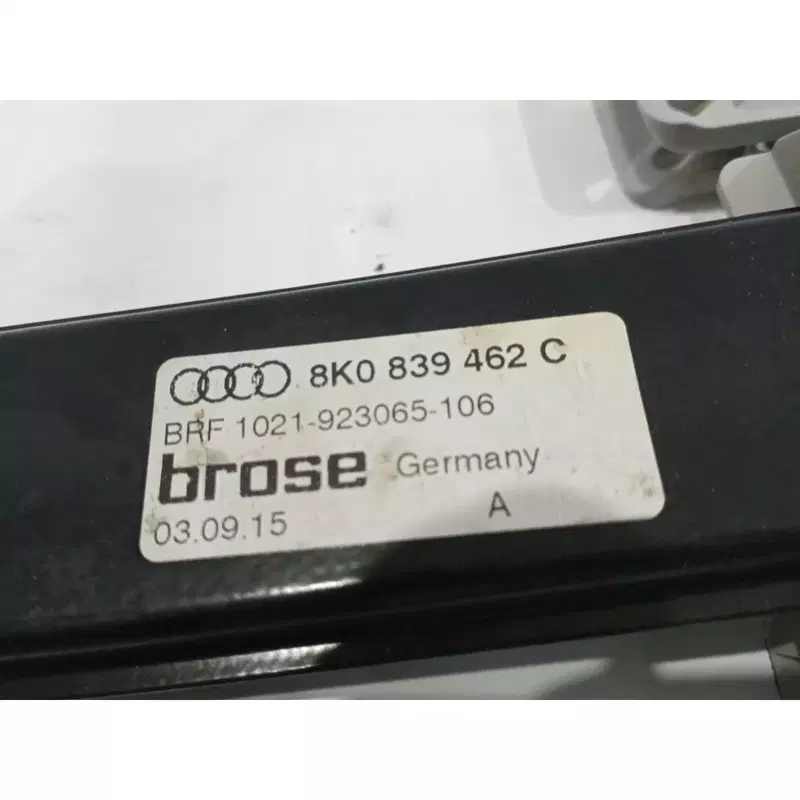 8K0 839 462 C
BRF 1021-923065-106
brose Germany
03.09.15 A